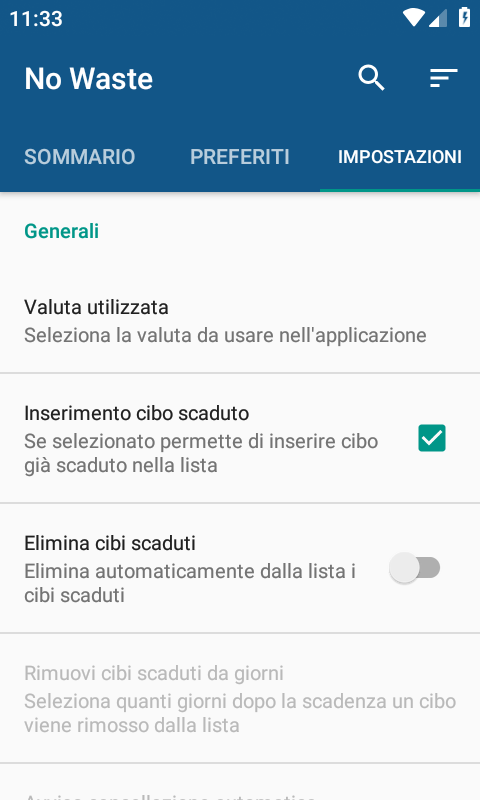 11:33
No Waste
SOMMARIO
PREFERITI
IMPOSTAZIONI
Generali
Valuta utilizzata
Seleziona la valuta da usare nell'applicazione
Inserimento cibo scaduto
Se selezionato permette di inserire cibo
già scaduto nella lista
Elimina cibi scaduti
Elimina automaticamente dalla lista i
cibi scaduti
Rimuovi cibi scaduti da giorni
Seleziona quanti giorni dopo la scadenza un cibo
viene rimosso dalla lista